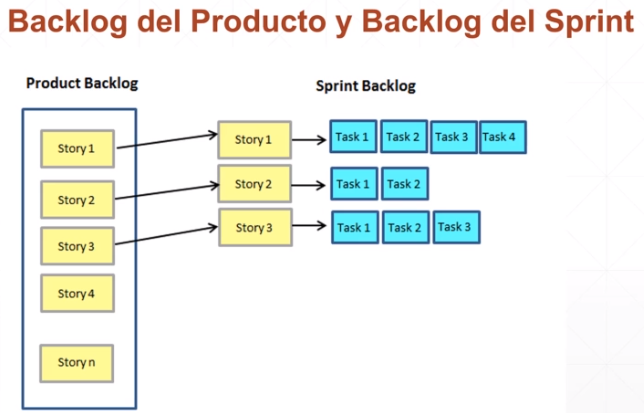 Backlog del Producto y Backlog del Sprint
Product Backlog
Sprint Backlog
Story 1
Story 2
Story 3
Story 4
Story n
Story 1
Task 1
Task 2
Task 3
Task 4
Story 2
Task 1
Task 2
Story 3
Task 1
Task 2
Task 3